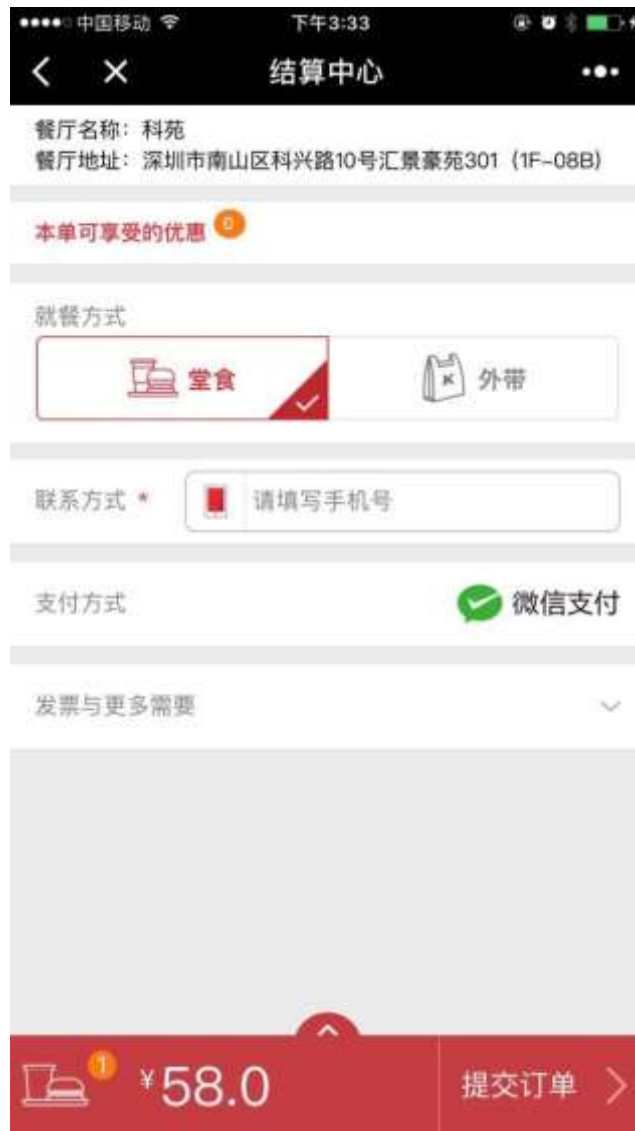 中国移动 下午3:33
结算中心
餐厅名称：科苑
餐厅地址：深圳市南山区科兴路10号汇景豪苑301（1F-08B）
本单可享受的优惠 0
就餐方式
堂食 K 外带
联系方式 * 请填写手机号
支付方式 微信支付
发票与更多需要
1 ¥58.0 提交订单